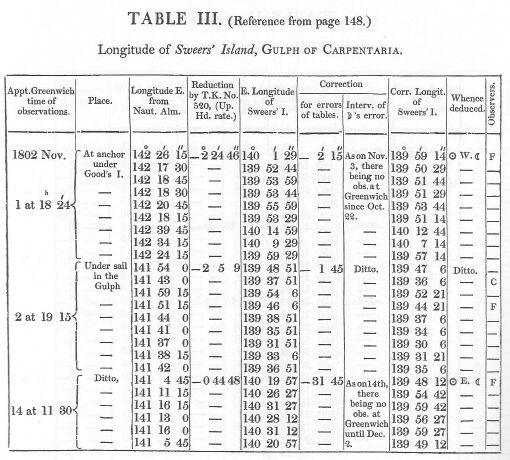 TABLE III. (Reference from page 148.)
Longitude of Sweers' Island, GULPH OF CARPENTARIA.
Appt. Greenwich time of observations. Place. Longitude E. from Naut. Alm. Reduction by T.K. No. 520, (Up. Hd. rate.) E. Longitude of Sweers' I. Correction for errors of tables. Interv. of ☽'s error. Corr. Longit. of Sweers' I. Whence deduced. Observers.
° ′ ″ ° ′ ″ ° ′ ″ ′ ″ ° ′ ″
1802 Nov. At anchor 142 26 15 —2 24 46 140 1 29 — 2 15 As on Nov. 139 59 14 ☉ W. ☾ F
under 142 17 30 — 139 52 44 — 3, there 139 50 29 —
Good's I. 142 18 45 — 139 53 59 — being no 139 51 44 —
h ′ — 142 18 30 — 139 53 44 — obs. at 139 51 29 —
1 at 18 24 — 142 20 45 — 139 55 59 — Greenwich 139 53 44 —
— 142 18 15 — 139 53 29 — since Oct. 139 51 14 —
— 142 39 45 — 140 14 59 — 22. 140 12 44 —
— 142 34 15 — 140 9 29 — — 140 7 14 —
— 142 24 15 — 139 59 29 — — 139 57 14 —
Under sail 141 54 0 —2 5 9 139 48 51 — 1 45 Ditto. 139 47 6 Ditto.
in the 141 43 0 — 139 37 51 — — 139 36 6 — C
Gulph 141 59 15 — 139 54 6 — — 139 52 21 —
— 141 51 15 — 139 46 6 — — 139 44 21 — F
2 at 19 15 — 141 44 0 — 139 38 51 — — 139 37 6 —
— 141 41 0 — 139 35 51 — — 139 34 6 —
— 141 37 0 — 139 31 51 — — 139 30 6 —
— 141 38 15 — 139 33 6 — — 139 31 21 —
— 141 42 0 — 139 36 51 — — 139 35 6 —
Ditto, 141 4 45 —0 44 48 140 19 57 —31 45 As on 14th, 139 48 12 ☉ E. ☾ F
— 141 11 15 — 140 26 27 — there 139 54 42 —
— 141 16 15 — 140 31 27 — being no 139 59 42 —
14 at 11 30 — 141 13 0 — 140 28 12 — obs. at 139 56 27 —
— 141 16 0 — 140 31 12 — Greenwich until Dec. 139 59 27 —
— 141 5 45 — 140 20 57 — 2. 139 49 12 —